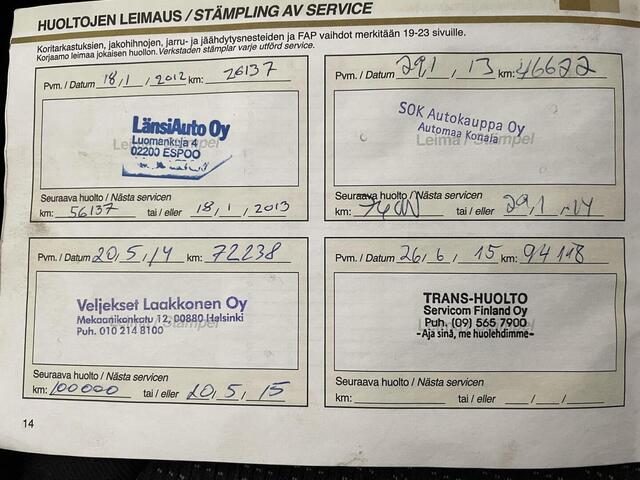 HUOLTOJEN LEIMAUS / STÄMPLING AV SERVICE
Koritarkastuksien, jakohihnojen, jarru- ja jäähdytysnesteiden ja FAP vaihdot merkitään 19-23 sivuille.
Korjaamo leimaa jokaisen huollon. Verkstaden stämplar varje utförd service.
Pvm. / Datum 18 / 1 / 2012 km: 26137
LänsiAuto Oy
Luomankuja 4
02200 ESPOO
Seuraava huolto / Nästa servicen
km: 56137 tai / eller 18 / 1 / 2013
Pvm. / Datum 29,1 / 13 km: 46622
SOK Autokauppa Oy
Automaa Konala
Leima / Stämpel
Seuraava huolto / Nästa servicen
km: tai / eller 29,1 / -14
Pvm. / Datum 20, 5, 14 km: 72238
Veljekset Laakkonen Oy
Mekaanikonkatu 12, 00880 Helsinki
Puh. 010 214 8100
Seuraava huolto / Nästa servicen
km: 100000 tai / eller 20, 5, 15
Pvm. / Datum 26, 6 , 15 km: 94118
TRANS-HUOLTO
Servicom Finland Oy
Puh. (09) 565 7900
-Aja sinä, me huolehdimme-
Seuraava huolto / Nästa servicen
km: tai / eller / /
14